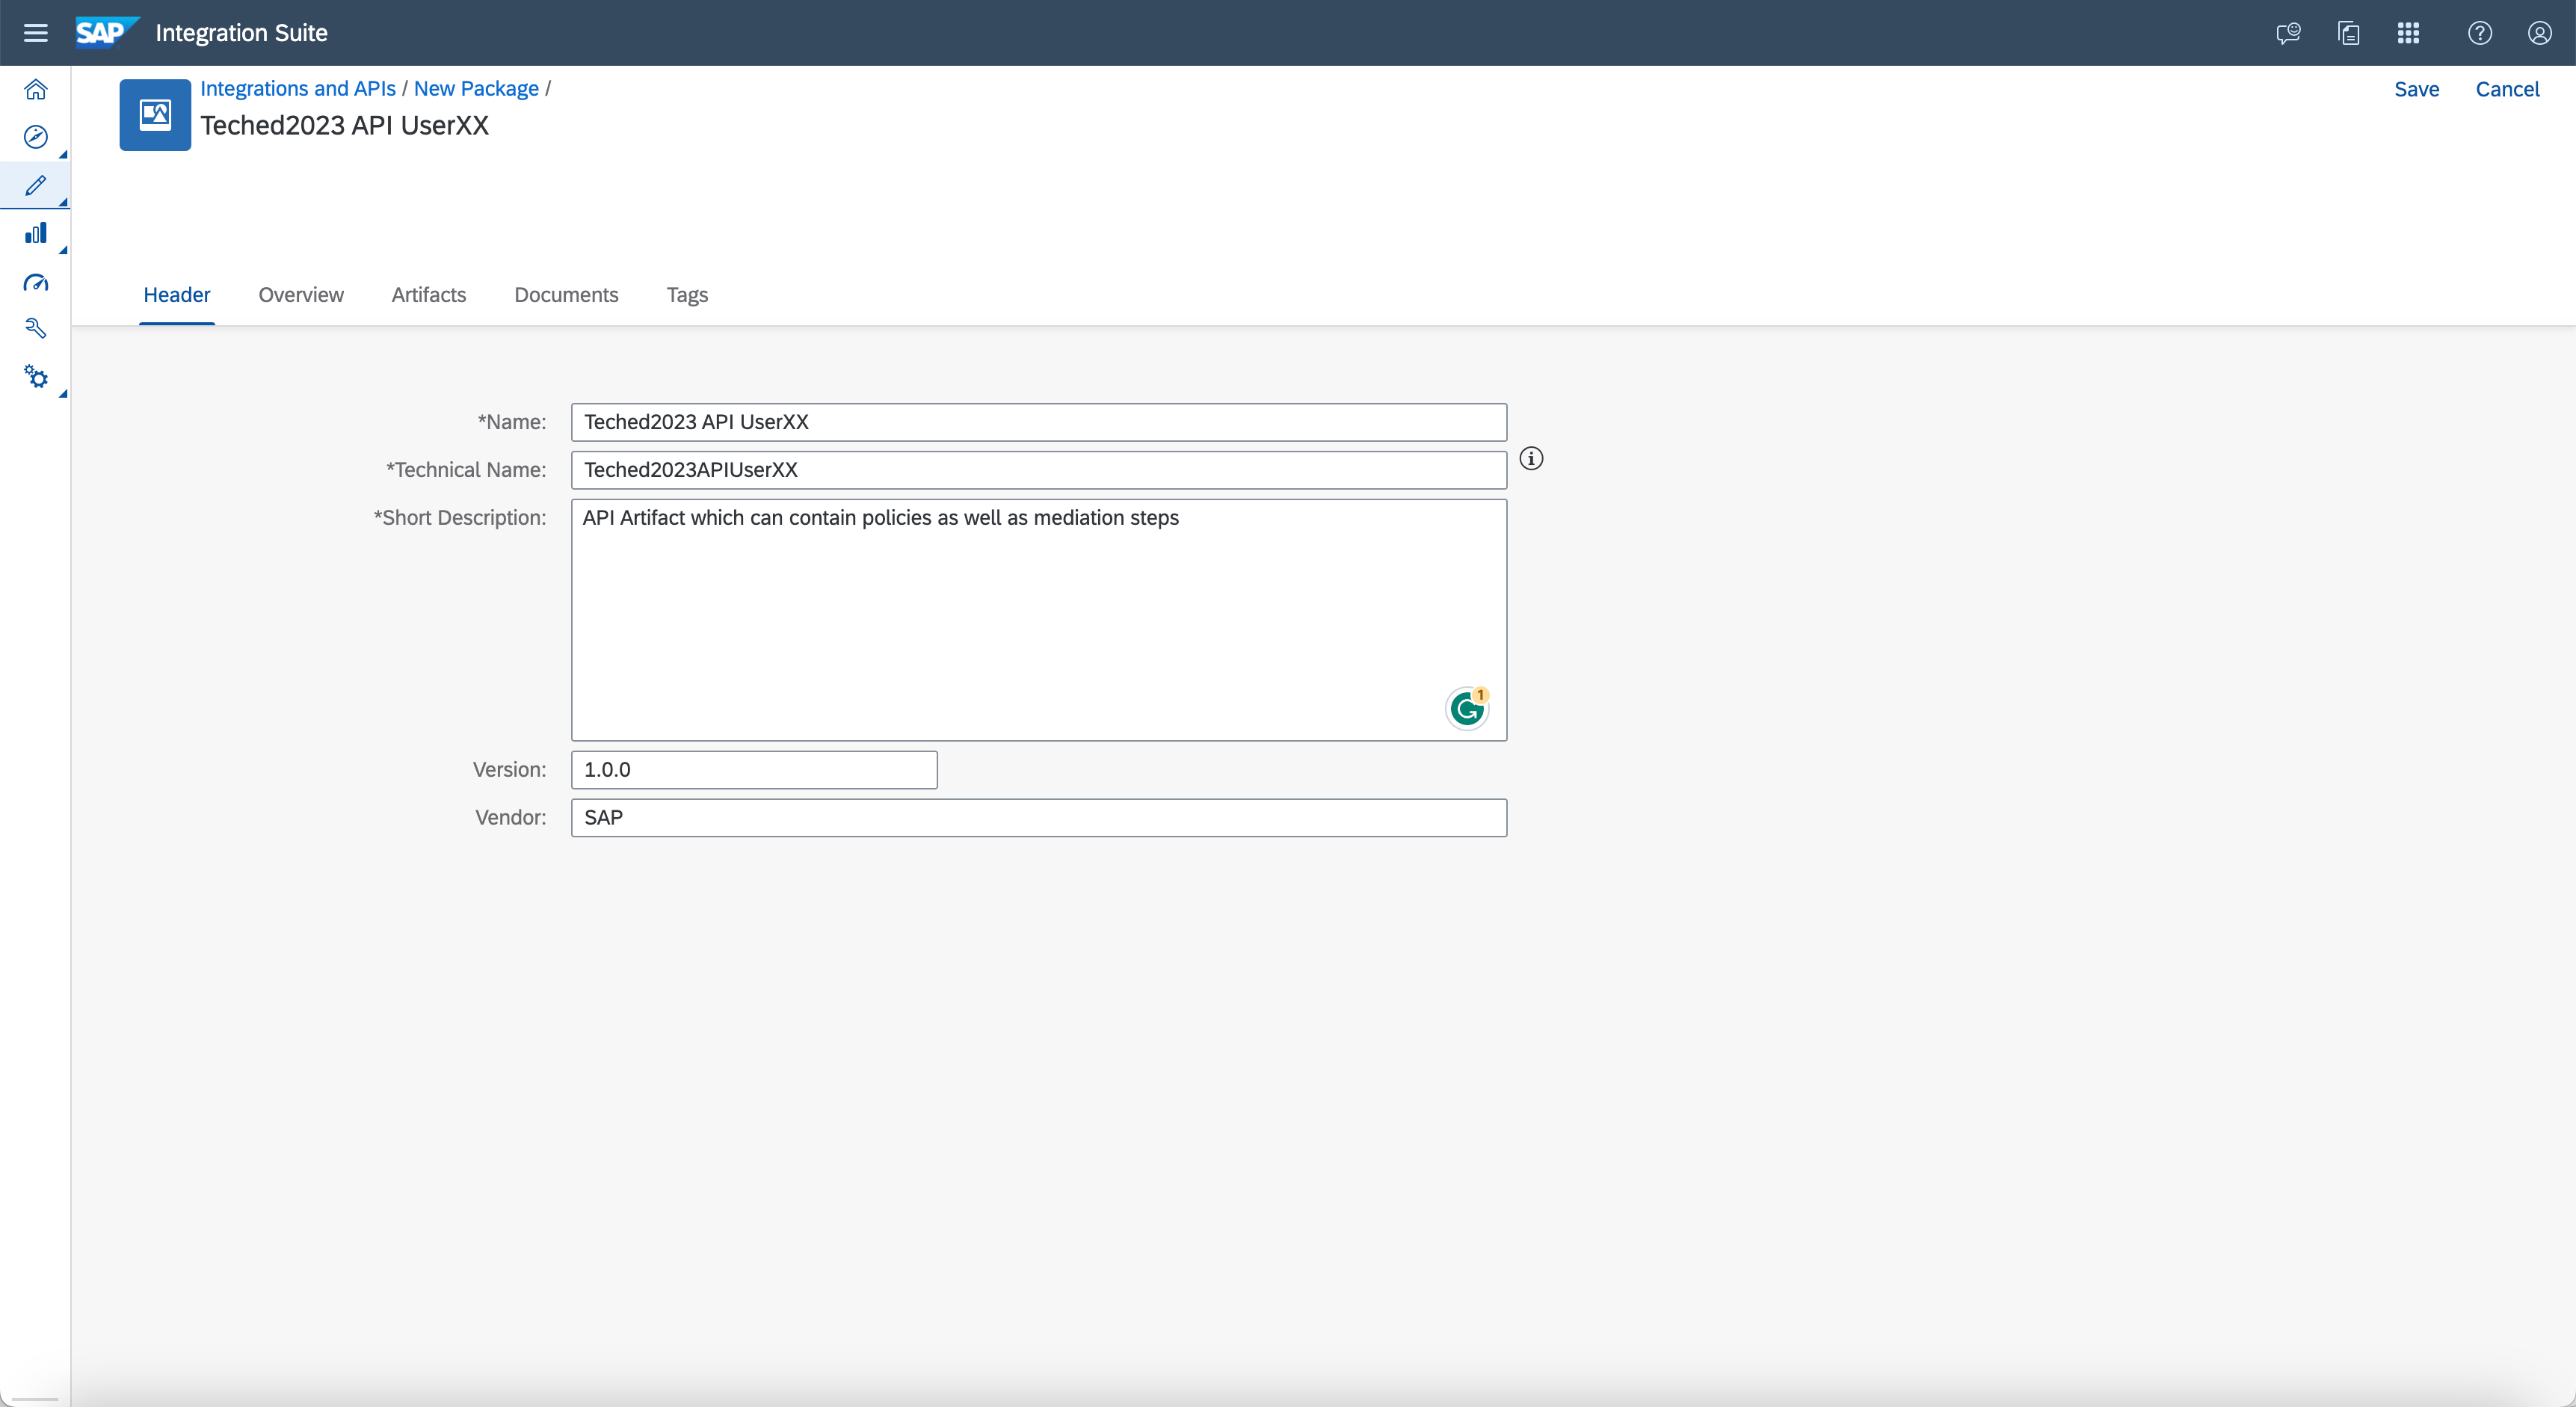 SAP Integration Suite
Integrations and APIs / New Package /
Save Cancel
Teched2023 API UserXX
Header Overview Artifacts Documents Tags
*Name: Teched2023 API UserXX
*Technical Name: Teched2023APIUserXX
*Short Description: API Artifact which can contain policies as well as mediation steps
1
Version: 1.0.0
Vendor: SAP